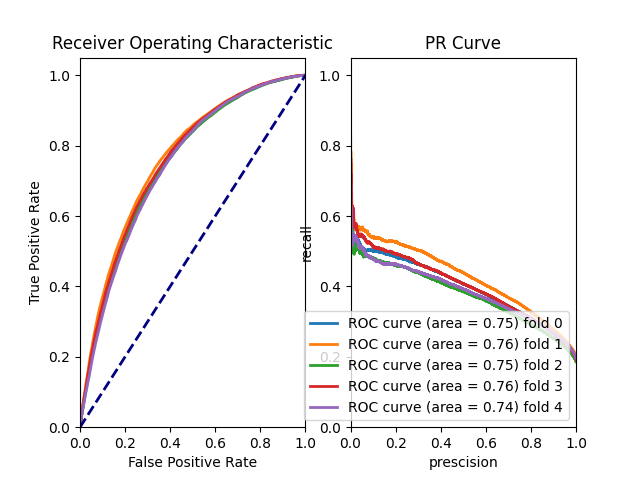 Receiver Operating Characteristic
PR Curve
1.0
0.8
0.6
0.4
0.2
0.0
True Positive Rate
0.0 0.2 0.4 0.6 0.8 1.0
False Positive Rate
1.0
0.8
0.6
0.4
0.2
0.0
recall
ROC curve (area = 0.75) fold 0
ROC curve (area = 0.76) fold 1
ROC curve (area = 0.75) fold 2
ROC curve (area = 0.76) fold 3
ROC curve (area = 0.74) fold 4
0.0 0.2 0.4 0.6 0.8 1.0
prescision